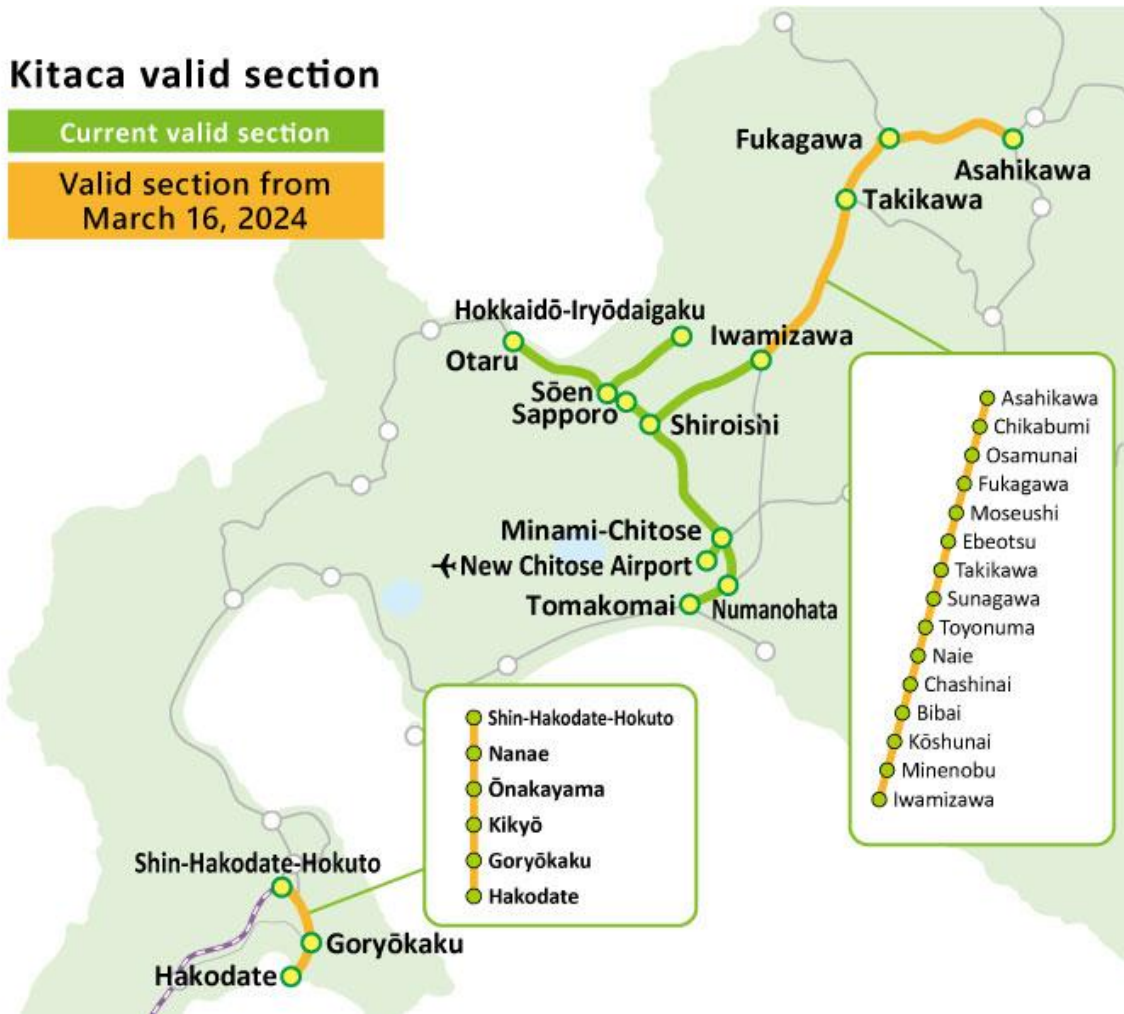 Kitaca valid section
Current valid section
Valid section from
March 16, 2024
Fukagawa
Asahikawa
Takikawa
Hokkaidō-Iryōdaigaku
Iwamizawa
Otaru
Sōen
Sapporo
Shiroishi
Minami-Chitose
New Chitose Airport
Tomakomai
Numanohata
Asahikawa
Chikabumi
Osamunai
Fukagawa
Moseushi
Ebeotsu
Takikawa
Sunagawa
Toyonuma
Naie
Chashinai
Bibai
Kōshunai
Minenobu
Iwamizawa
Shin-Hakodate-Hokuto
Nanae
Ōnakayama
Kikyō
Goryōkaku
Hakodate
Shin-Hakodate-Hokuto
Goryōkaku
Hakodate